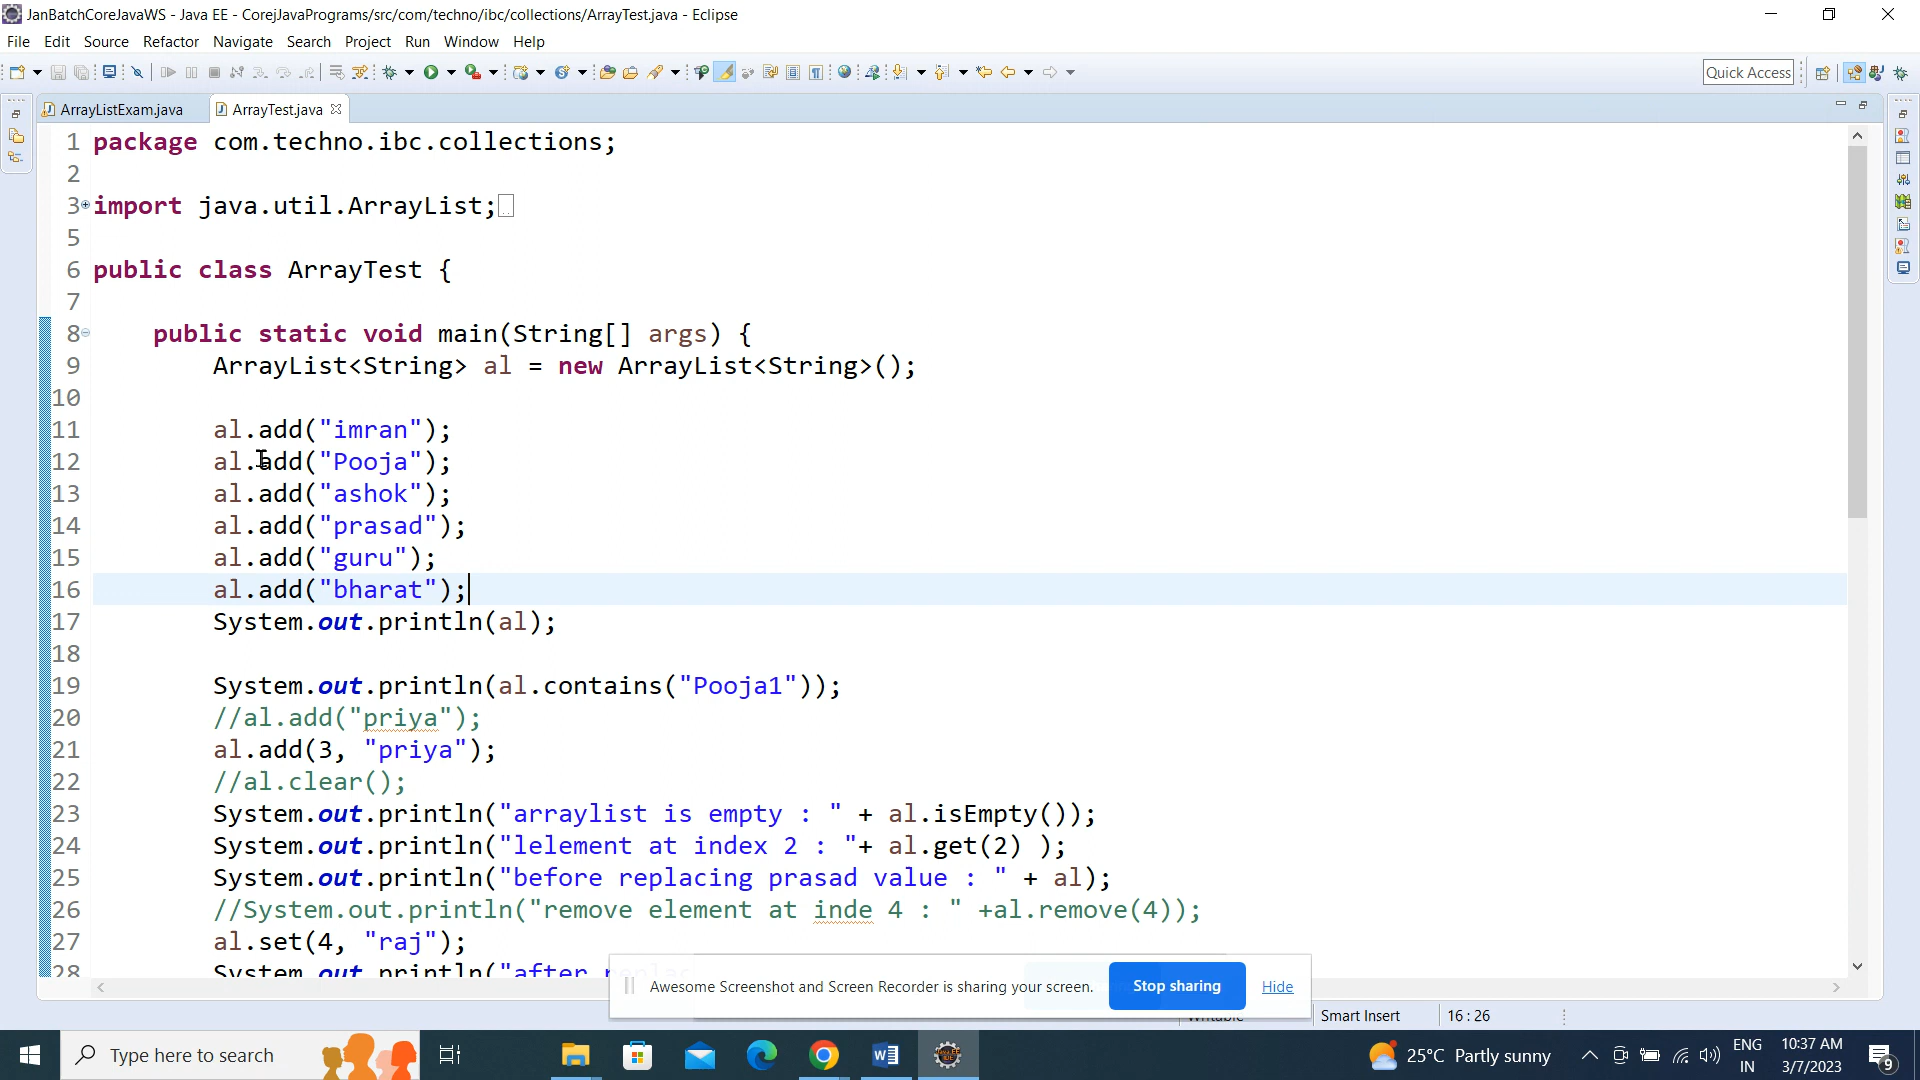 JanBatchCoreJavaWS - Java EE - CorejJavaPrograms/src/com/techno/ibc/collections/ArrayTest.java - Eclipse
File Edit Source Refactor Navigate Search Project Run Window Help
Quick Access
ArrayListExam.java ArrayTest.java
1 package com.techno.ibc.collections;
2
3 import java.util.ArrayList;
5
6 public class ArrayTest {
7
8 public static void main(String[] args) {
9 ArrayList<String> al = new ArrayList<String>();
10
11 al.add("imran");
12 al.add("Pooja");
13 al.add("ashok");
14 al.add("prasad");
15 al.add("guru");
16 al.add("bharat");
17 System.out.println(al);
18
19 System.out.println(al.contains("Pooja1"));
20 //al.add("priya");
21 al.add(3, "priya");
22 //al.clear();
23 System.out.println("arraylist is empty : " + al.isEmpty());
24 System.out.println("lelement at index 2 : "+ al.get(2) );
25 System.out.println("before replacing prasad value : " + al);
26 //System.out.println("remove element at inde 4 : " +al.remove(4));
27 al.set(4, "raj");
28 System.out.println("after replac
Awesome Screenshot and Screen Recorder is sharing your screen. Stop sharing Hide
Writable Smart Insert 16 : 26
Type here to search 25°C Partly sunny ENG IN 10:37 AM 3/7/2023 9